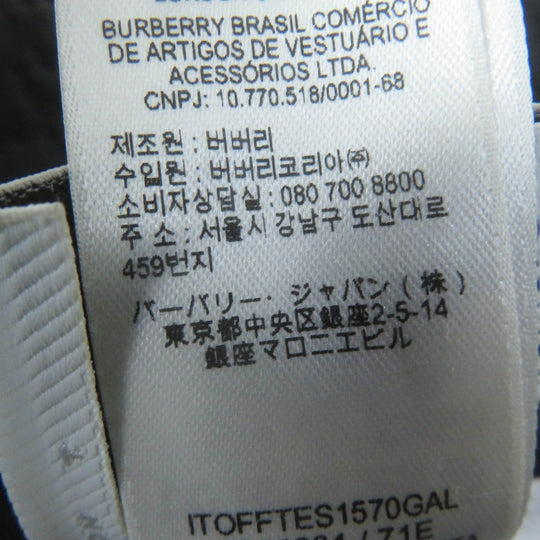 BURBERRY BRASIL COMÉRCIO
DE ARTIGOS DE VESTUÁRIO E
ACESSÓRIOS LTDA.
CNPJ: 10.770.518/0001-68
제조원 : 버버리
수입원 : 버버리코리아㈜
소비자상담실 : 080 700 8800
주 소 : 서울시 강남구 도산대로
459번지
バーバリー・ジャパン(株)
東京都中央区銀座2-5-14
銀座マロニエビル
ITOFFTES1570GAL
/ 71E